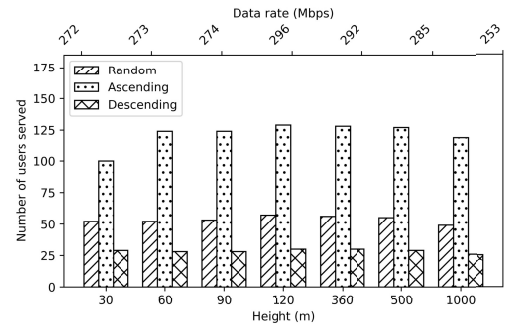 Data rate (Mbps)
272 273 274 296 292 285 253
Number of users served
175
150
125
100
75
50
25
0
Random
Ascending
Descending
30 60 90 120 360 500 1000
Height (m)